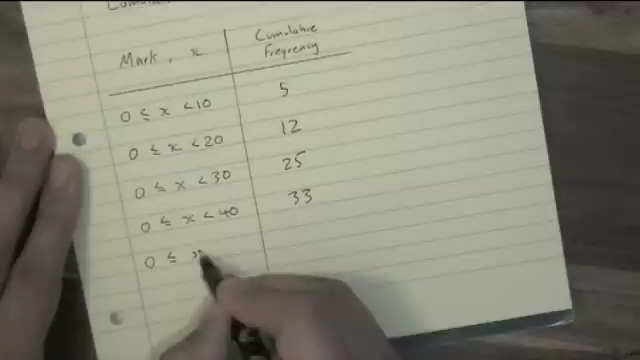 Mark, x Cumulative Frequency
0 ≤ x < 10 5
0 ≤ x < 20 12
0 ≤ x < 30 25
0 ≤ x < 40 33
0 ≤ x